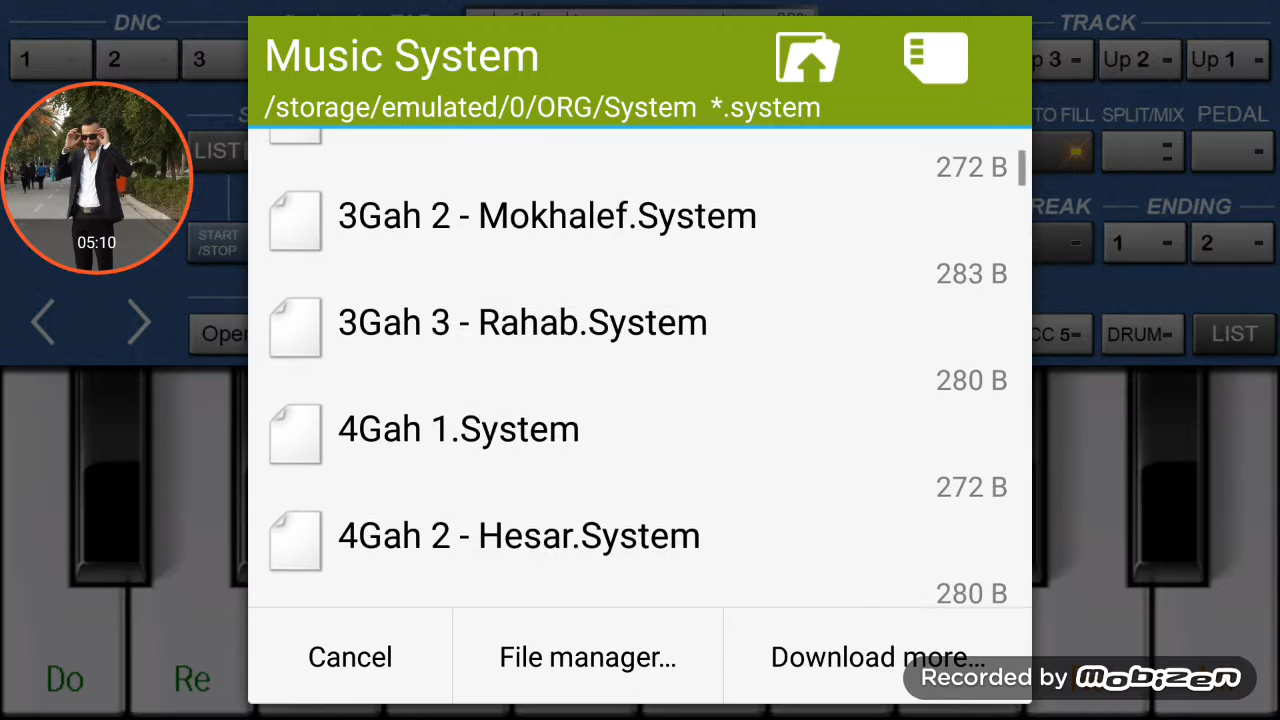 DNC
TRACK
1
2
3
Up 2
Up 1
Music System
/storage/emulated/0/ORG/System *.system
SPLIT/MIX
PEDAL
LIST
272 B
3Gah 2 - Mokhalef.System
283 B
ENDING
START
/STOP
1
2
05:10
3Gah 3 - Rahab.System
280 B
DRUM
LIST
4Gah 1.System
272 B
4Gah 2 - Hesar.System
280 B
Cancel
File manager...
Download more...
Recorded by mobizen
Do
Re